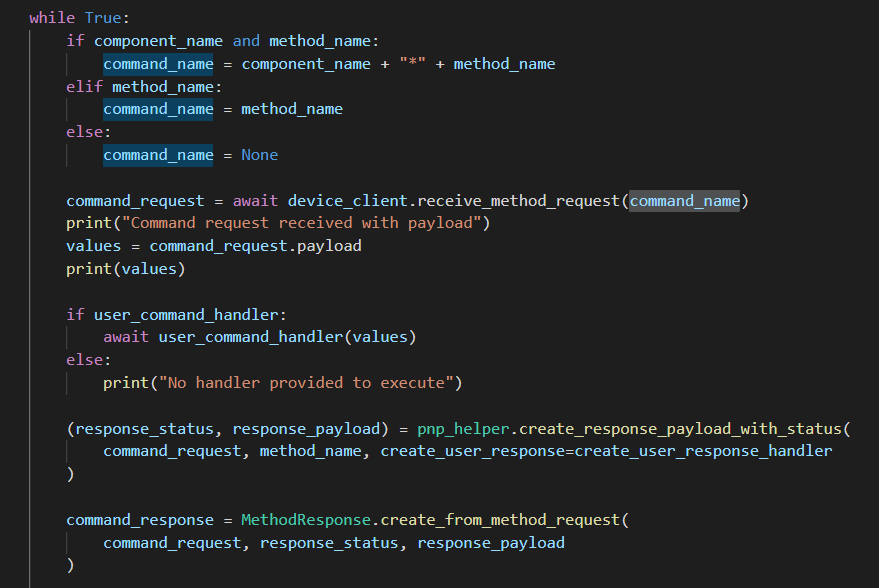 while True:
    if component_name and method_name:
        command_name = component_name + "*" + method_name
    elif method_name:
        command_name = method_name
    else:
        command_name = None

    command_request = await device_client.receive_method_request(command_name)
    print("Command request received with payload")
    values = command_request.payload
    print(values)

    if user_command_handler:
        await user_command_handler(values)
    else:
        print("No handler provided to execute")

    (response_status, response_payload) = pnp_helper.create_response_payload_with_status(
        command_request, method_name, create_user_response=create_user_response_handler
    )

    command_response = MethodResponse.create_from_method_request(
        command_request, response_status, response_payload
    )